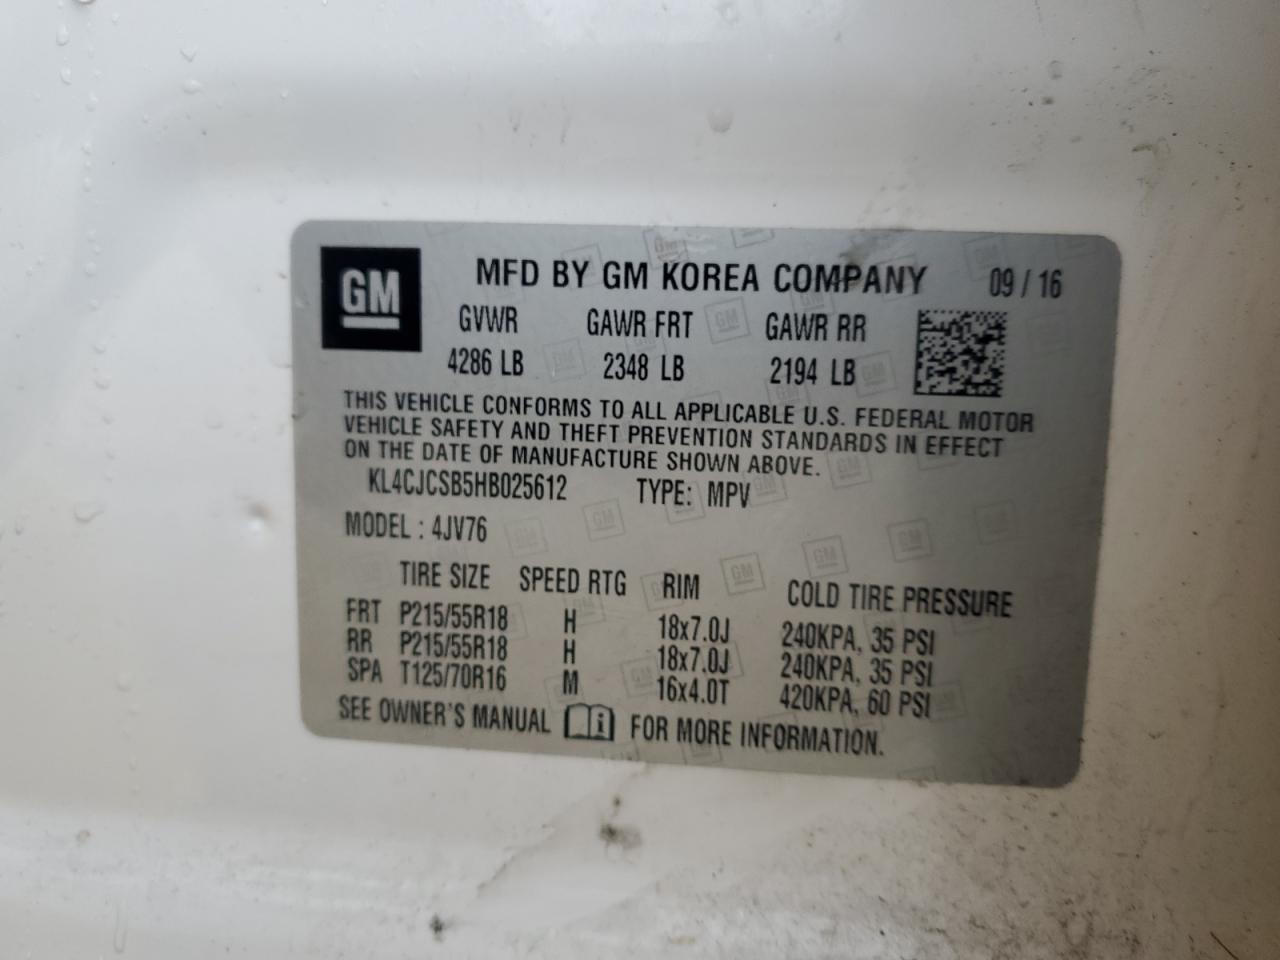 GM
MFD BY GM KOREA COMPANY 09 / 16
GVWR GAWR FRT GAWR RR
4286 LB 2348 LB 2194 LB
THIS VEHICLE CONFORMS TO ALL APPLICABLE U.S. FEDERAL MOTOR
VEHICLE SAFETY AND THEFT PREVENTION STANDARDS IN EFFECT
ON THE DATE OF MANUFACTURE SHOWN ABOVE.
KL4CJCSB5HB025612 TYPE: MPV
MODEL : 4JV76
TIRE SIZE SPEED RTG RIM COLD TIRE PRESSURE
FRT P215/55R18 H 18x7.0J 240KPA, 35 PSI
RR P215/55R18 H 18x7.0J 240KPA, 35 PSI
SPA T125/70R16 M 16x4.0T 420KPA, 60 PSI
SEE OWNER'S MANUAL i FOR MORE INFORMATION.